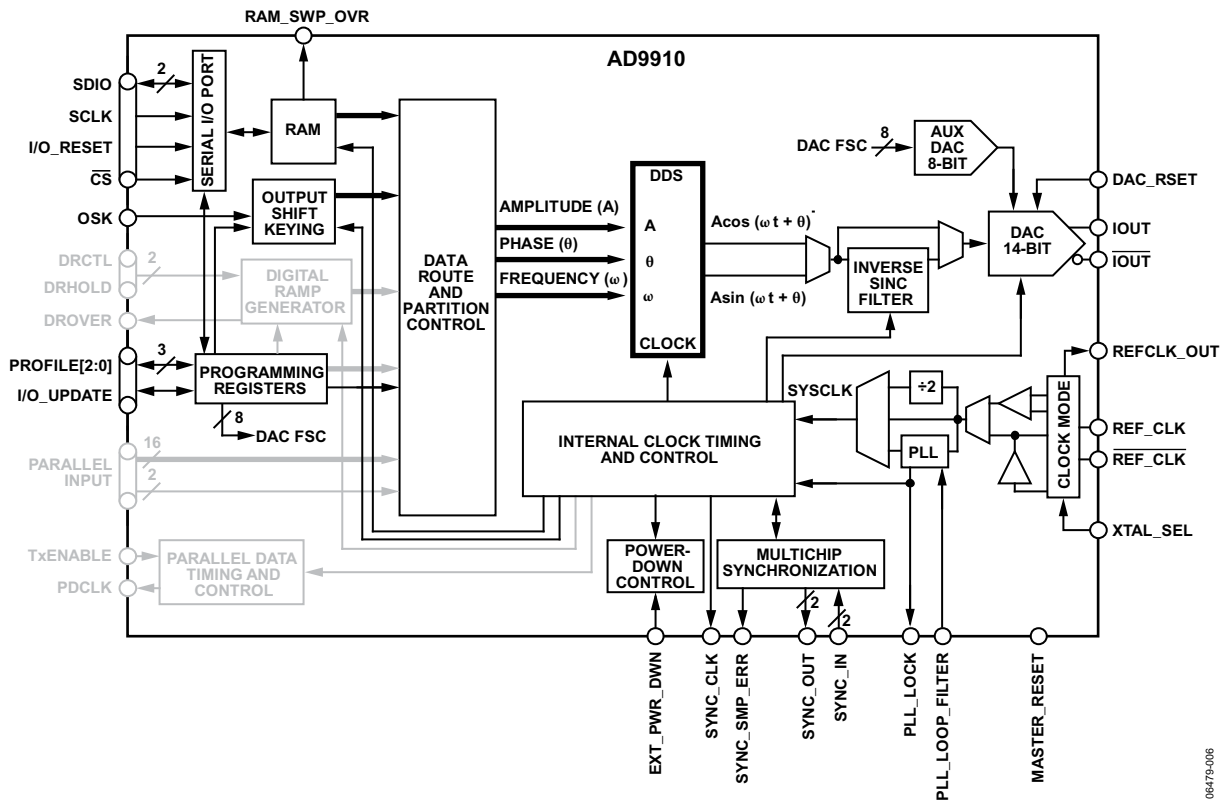 RAM_SWP_OVR
AD9910
SDIO
2
SCLK
I/O_RESET
CS
SERIAL I/O PORT
RAM
OSK
OUTPUT
SHIFT
KEYING
DRCTL
2
DRHOLD
DROVER
DIGITAL
RAMP
GENERATOR
PROFILE[2:0]
3
I/O_UPDATE
PROGRAMMING
REGISTERS
8
DAC FSC
PARALLEL
INPUT
16
2
TxENABLE
PDCLK
PARALLEL DATA
TIMING AND
CONTROL
DATA
ROUTE
AND
PARTITION
CONTROL
AMPLITUDE (A)
PHASE (θ)
FREQUENCY (ω)
DDS
A
θ
ω
CLOCK
Acos (ω t + θ)
Asin (ω t + θ)
INVERSE
SINC
FILTER
DAC FSC
8
AUX
DAC
8-BIT
DAC
14-BIT
DAC_RSET
IOUT
IOUT
REFCLK_OUT
SYSCLK
÷2
PLL
CLOCK MODE
REF_CLK
REF_CLK
XTAL_SEL
INTERNAL CLOCK TIMING
AND CONTROL
POWER-
DOWN
CONTROL
MULTICHIP
SYNCHRONIZATION
2
2
EXT_PWR_DWN
SYNC_CLK
SYNC_SMP_ERR
SYNC_OUT
SYNC_IN
PLL_LOCK
PLL_LOOP_FILTER
MASTER_RESET
06479-006